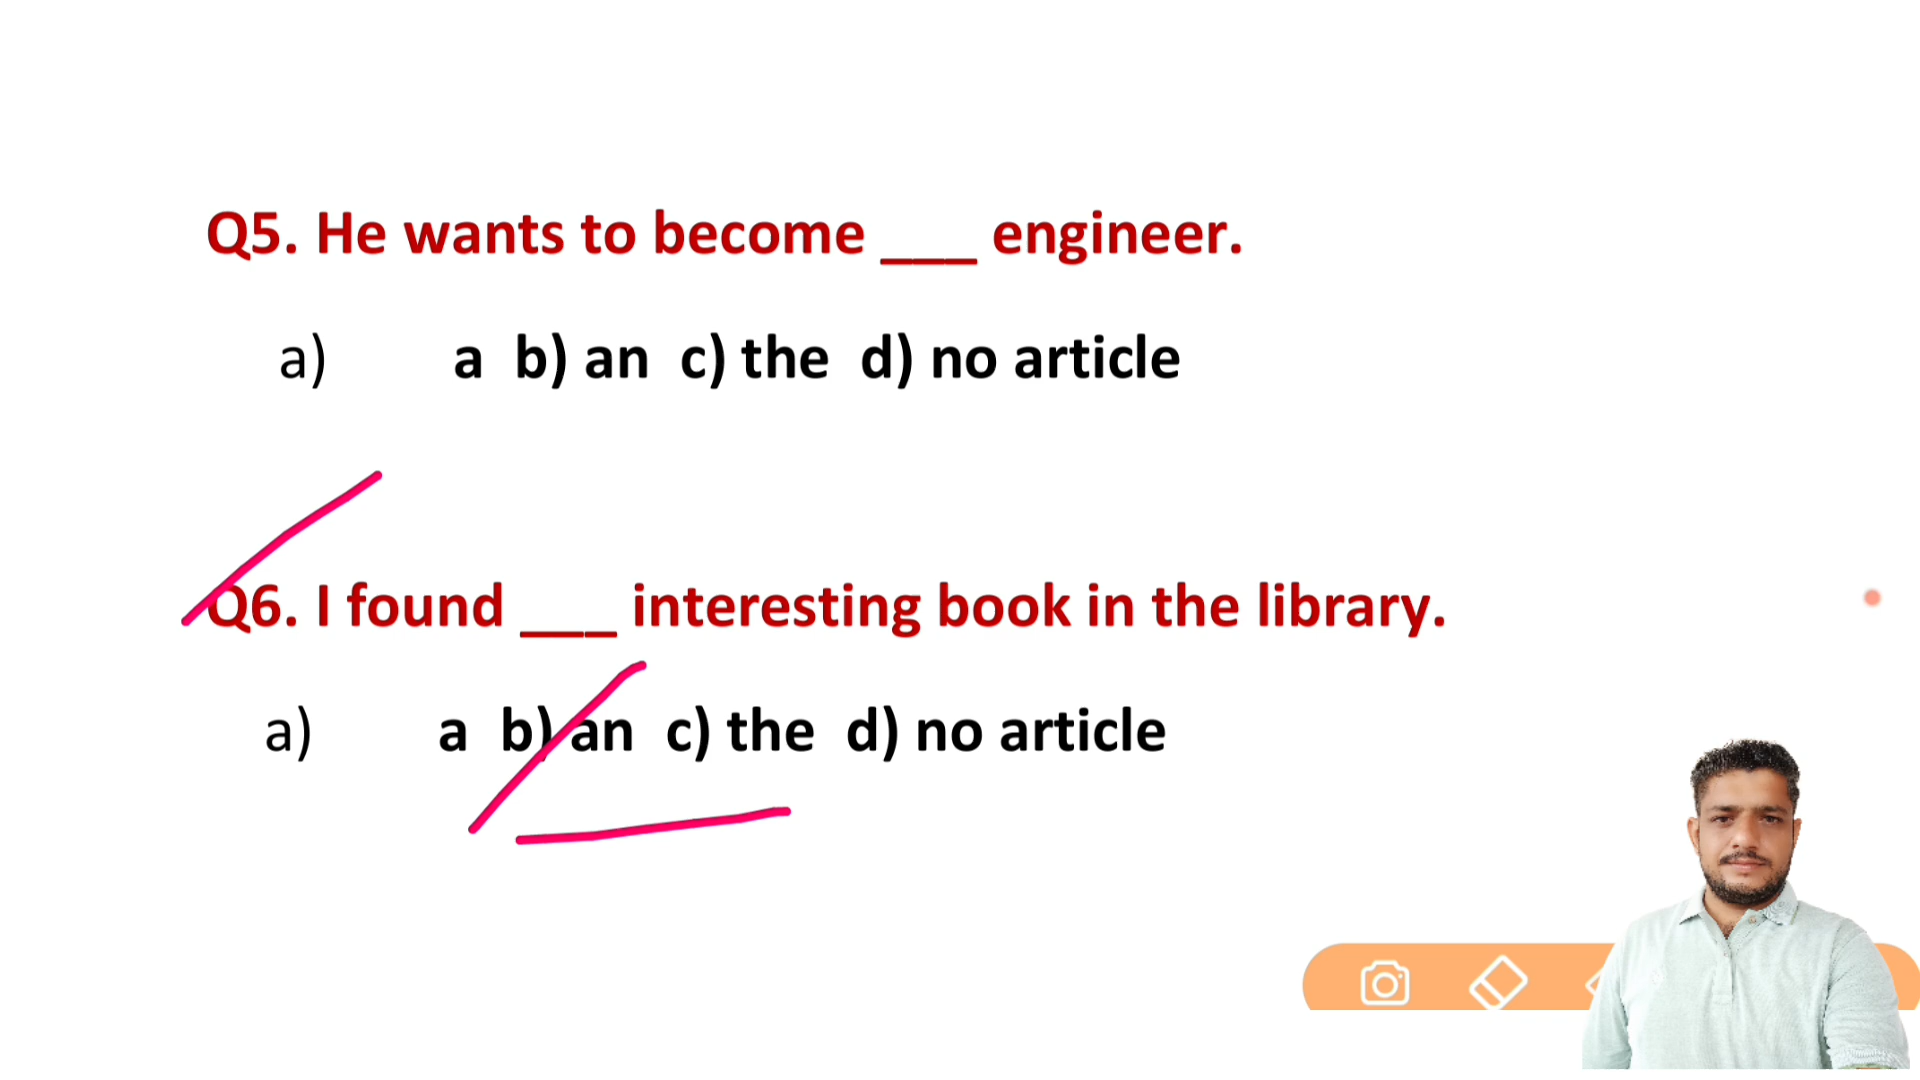 Q5. He wants to become ___ engineer.
a) a b) an c) the d) no article
Q6. I found ___ interesting book in the library.
a) a b) an c) the d) no article